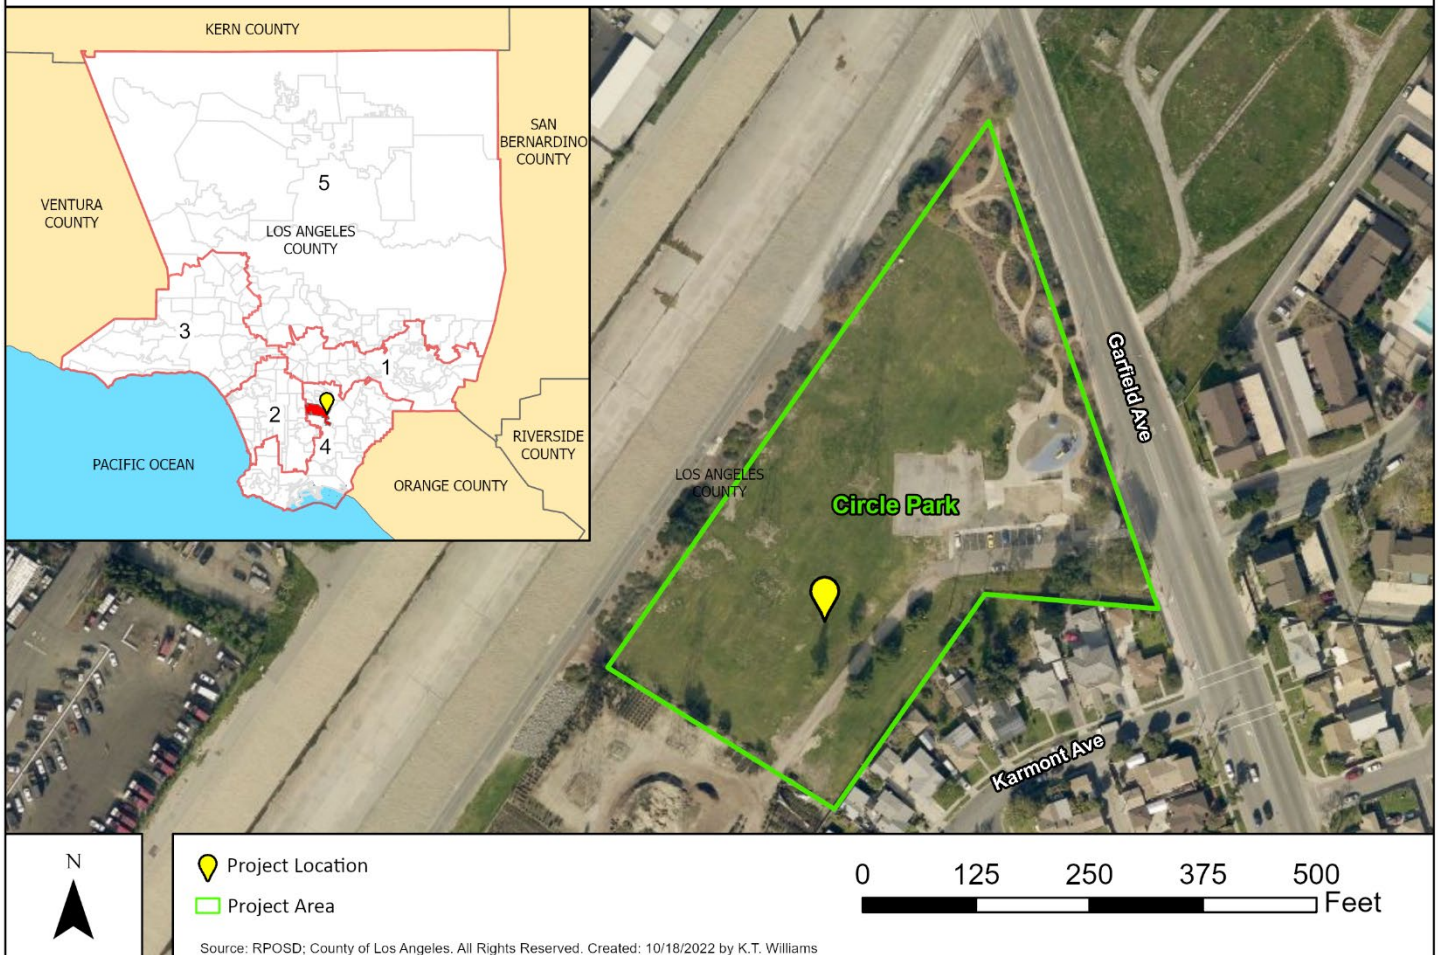 KERN COUNTY
SAN
BERNARDINO
COUNTY
5
VENTURA
COUNTY
LOS ANGELES
COUNTY
3
1
2
4
RIVERSIDE
COUNTY
PACIFIC OCEAN
ORANGE COUNTY
Garfield Ave
LOS ANGELES
COUNTY
Circle Park
Karmont Ave
N
Project Location
Project Area
0 125 250 375 500
Feet
Source: RPOSD; County of Los Angeles. All Rights Reserved. Created: 10/18/2022 by K.T. Williams